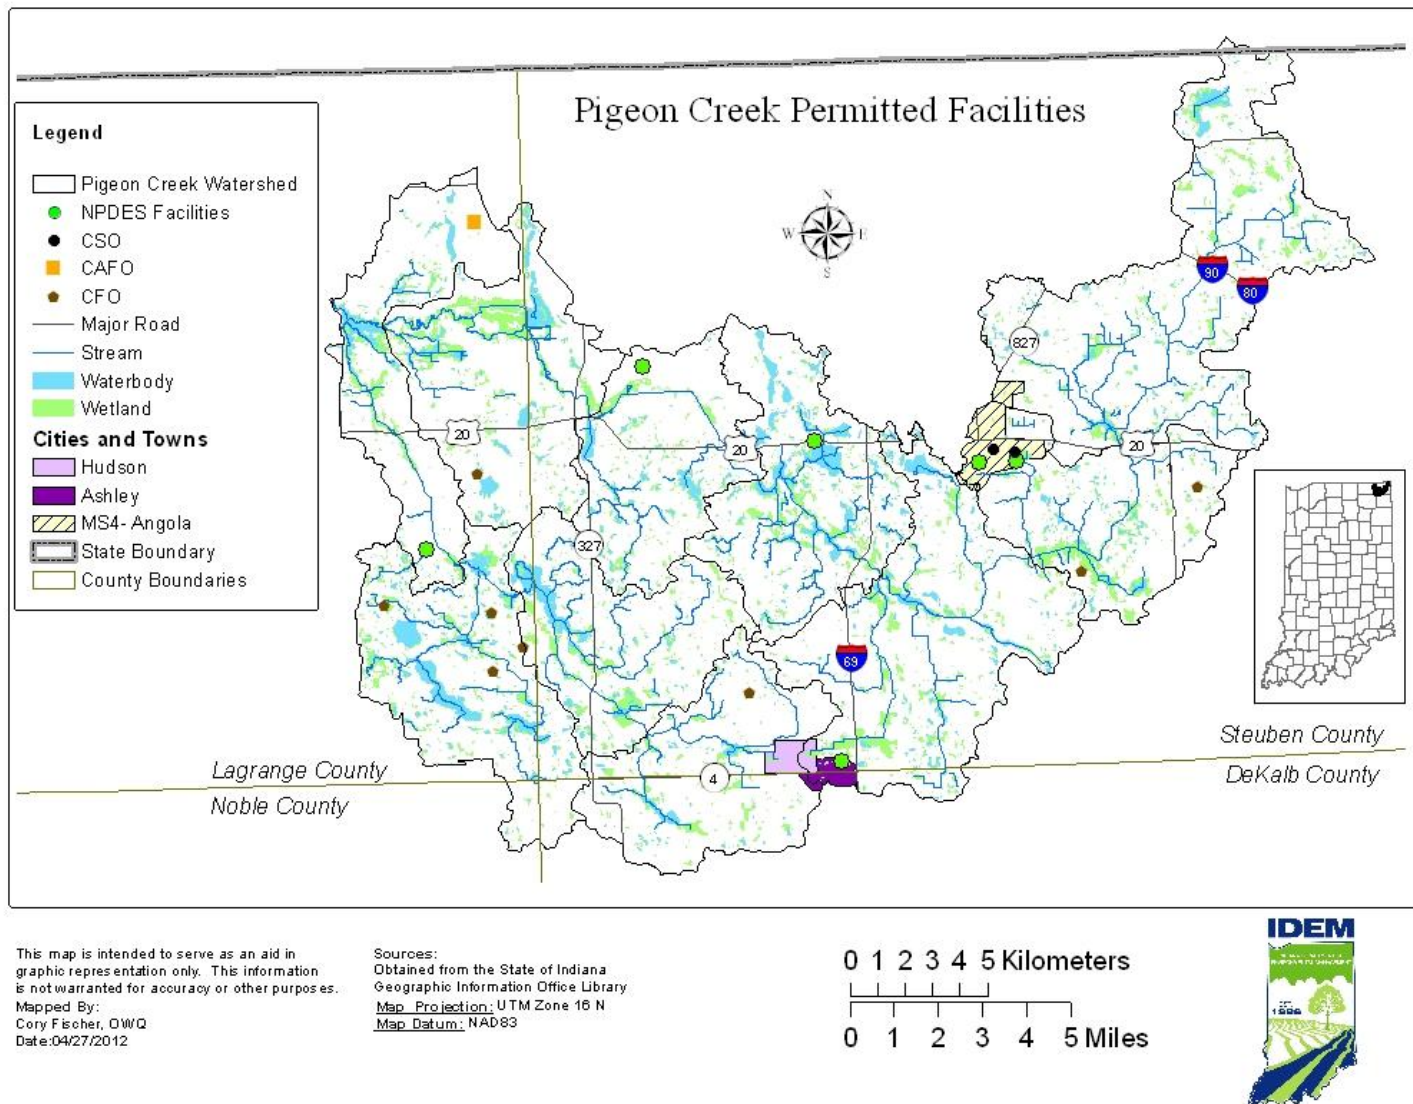 Pigeon Creek Permitted Facilities
Legend
Pigeon Creek Watershed
NPDES Facilities
CSO
CAFO
CFO
Major Road
Stream
Waterbody
Wetland
Cities and Towns
Hudson
Ashley
MS4- Angola
State Boundary
County Boundaries
N
W E
S
90
80
827
20
20
20
327
69
4
Lagrange County
Noble County
Steuben County
DeKalb County
This map is intended to serve as an aid in
graphic representation only. This information
is not warranted for accuracy or other purposes.
Mapped By:
Cory Fischer, OWQ
Date:04/27/2012
Sources:
Obtained from the State of Indiana
Geographic Information Office Library
Map Projection: UTM Zone 16 N
Map Datum: NAD83
0 1 2 3 4 5 Kilometers
0 1 2 3 4 5 Miles
IDEM